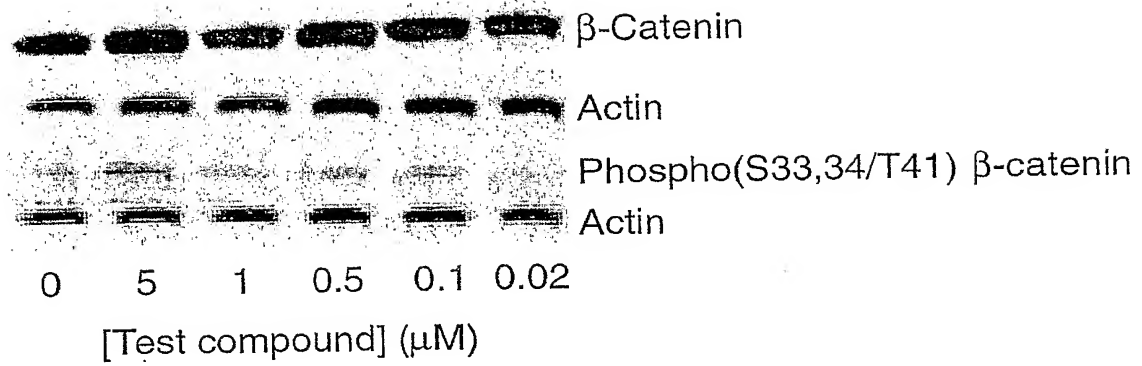 β-Catenin
Actin
Phospho(S33,34/T41) β-catenin
Actin
0 5 1 0.5 0.1 0.02
[Test compound] (μM)